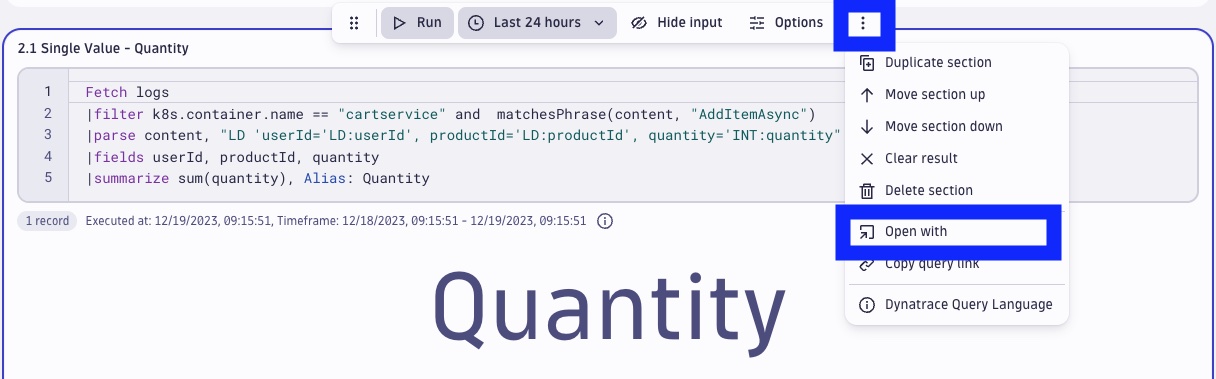 Run
Last 24 hours
Hide input
Options
2.1 Single Value - Quantity
1 Fetch logs
2 |filter k8s.container.name == "cartservice" and  matchesPhrase(content, "AddItemAsync")
3 |parse content, "LD 'userId='LD:userId', productId='LD:productId', quantity='INT:quantity"
4 |fields userId, productId, quantity
5 |summarize sum(quantity), Alias: Quantity
Duplicate section
Move section up
Move section down
Clear result
Delete section
Open with
Copy query link
Dynatrace Query Language
1 record
Executed at: 12/19/2023, 09:15:51, Timeframe: 12/18/2023, 09:15:51 - 12/19/2023, 09:15:51
Quantity